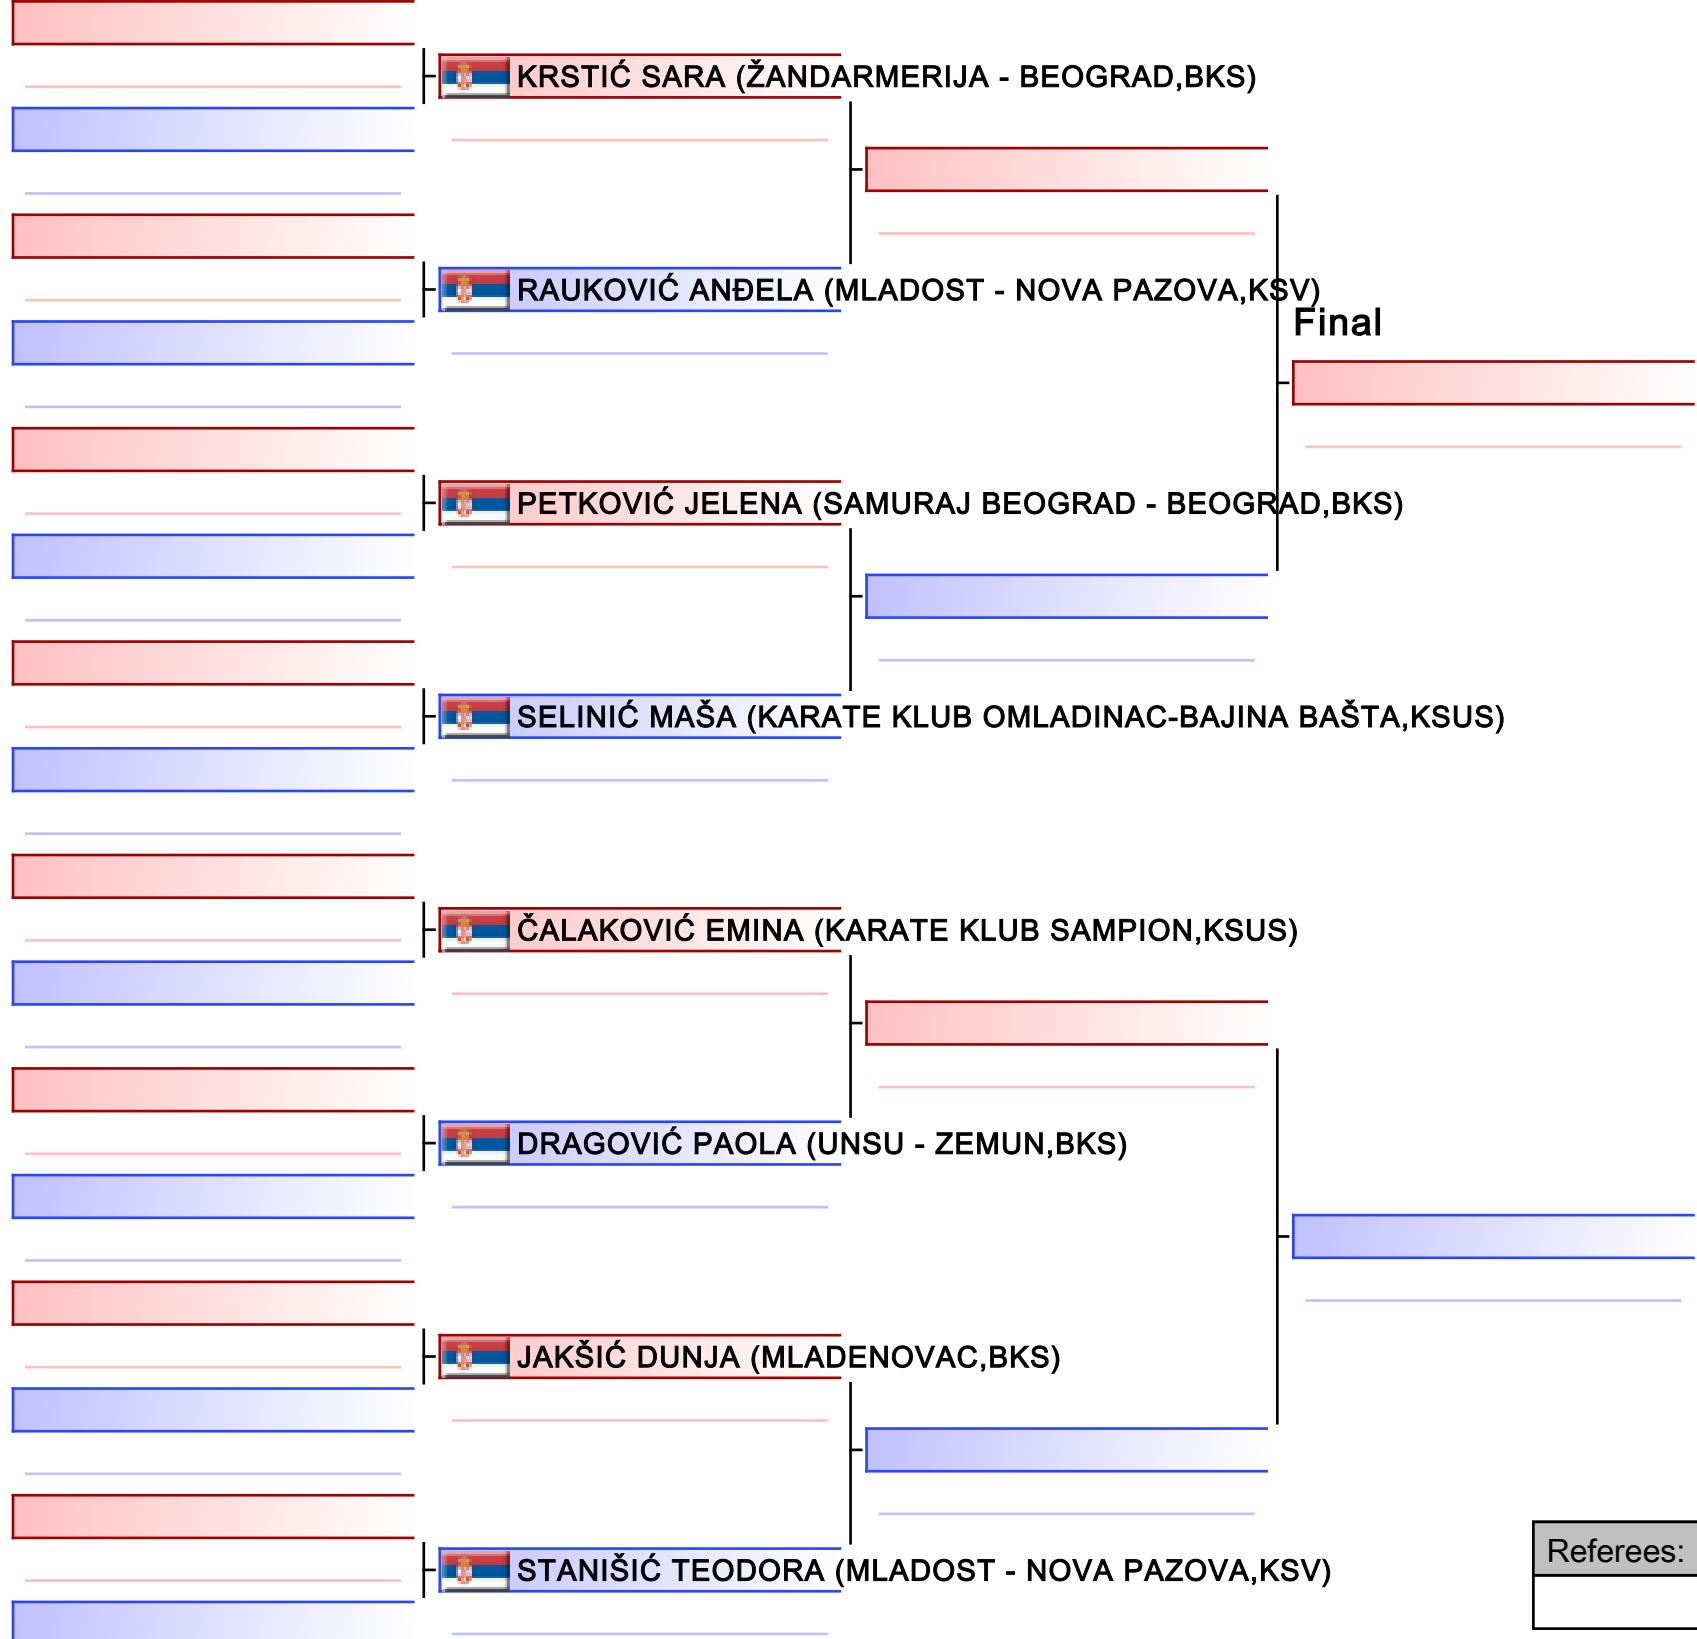 KRSTIĆ SARA (ŽANDARMERIJA - BEOGRAD,BKS)
RAUKOVIĆ ANĐELA (MLADOST - NOVA PAZOVA,KSV)
Final
PETKOVIĆ JELENA (SAMURAJ BEOGRAD - BEOGRAD,BKS)
SELINIĆ MAŠA (KARATE KLUB OMLADINAC-BAJINA BAŠTA,KSUS)
ČALAKOVIĆ EMINA (KARATE KLUB SAMPION,KSUS)
DRAGOVIĆ PAOLA (UNSU - ZEMUN,BKS)
JAKŠIĆ DUNJA (MLADENOVAC,BKS)
Referees:
STANIŠIĆ TEODORA (MLADOST - NOVA PAZOVA,KSV)